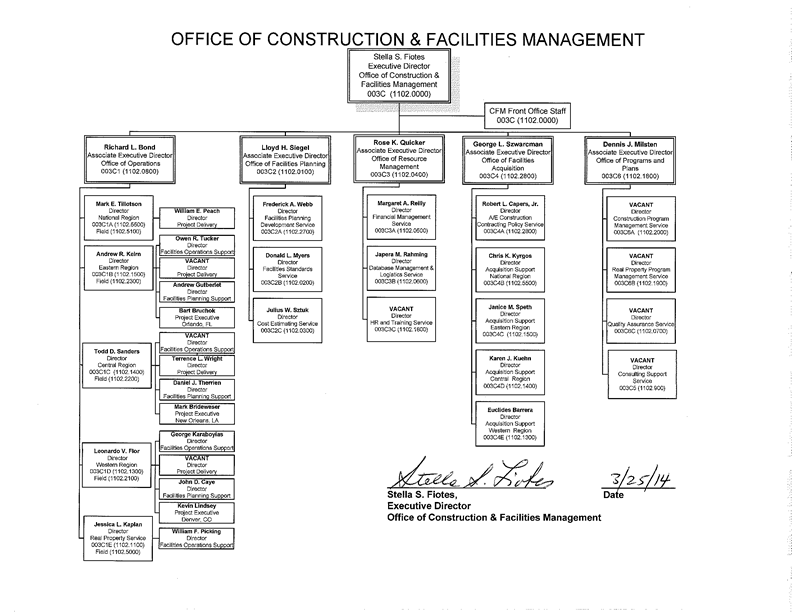 OFFICE OF CONSTRUCTION & FACILITIES MANAGEMENT
Stella S. Fiotes
Executive Director
Office of Construction &
Facilities Management
003C (1102.0000)
CFM Front Office Staff
003C (1102.0000)
Richard L. Bond
Associate Executive Director
Office of Operations
003C1 (1102.0800)
Mark E. Tillotson
Director
National Region
003C1A (1102.5500)
Field (1102.5100)
William E. Peach
Director
Project Delivery
Andrew R. Keirn
Director
Eastern Region
003C1B (1102.1500)
Field (1102.2300)
Owen R. Tucker
Director
Facilities Operations Support
VACANT
Director
Project Delivery
Andrew Gutberlet
Director
Facilities Planning Support
Bart Bruchok
Project Executive
Orlando, FL
Todd D. Sanders
Director
Central Region
003C1C (1102.1400)
Field (1102.2200)
VACANT
Director
Facilities Operations Support
Terrence L. Wright
Director
Project Delivery
Daniel J. Therrien
Director
Facilities Planning Support
Mark Brideweser
Project Executive
New Orleans, LA
Leonardo V. Flor
Director
Western Region
003C1D (1102.1300)
Field (1102.2100)
George Karaboylas
Director
Facilities Operations Support
VACANT
Director
Project Delivery
John D. Caye
Director
Facilities Planning Support
Kevin Lindsey
Project Executive
Denver, CO
Jessica L. Kaplan
Director
Real Property Service
003C1E (1102.1100)
Field (1102.5000)
William F. Picking
Director
Facilities Operations Support
Lloyd H. Siegel
Associate Executive Director
Office of Facilities Planning
003C2 (1102.0100)
Frederick A. Webb
Director
Facilities Planning
Development Service
003C2A (1102.2700)
Donald L. Myers
Director
Facilities Standards
Service
003C2B (1102.0200)
Julius W. Sztuk
Director
Cost Estimating Service
003C2C (1102.0300)
Rose K. Quicker
Associate Executive Director
Office of Resource
Management
003C3 (1102.0400)
Margaret A. Reilly
Director
Financial Management
Service
003C3A (1102.0500)
Japera M. Rahming
Director
Database Management &
Logistics Service
003C3B (1102.0600)
VACANT
Director
HR and Training Service
003C3C (1102.1600)
George L. Szwarcman
Associate Executive Director
Office of Facilities
Acquisition
003C4 (1102.2800)
Robert L. Capers, Jr.
Director
A/E Construction
Contracting Policy Service
003C4A (1102.2800)
Chris K. Kyrgos
Director
Acquisition Support
National Region
003C4B (1102.5500)
Janice M. Speth
Director
Acquisition Support
Eastern Region
003C4C (1102.1500)
Karen J. Kuehn
Director
Acquisition Support
Central Region
003C4D (1102.1400)
Euclides Barrera
Director
Acquisition Support
Western Region
003C4E (1102.1300)
Dennis J. Milsten
Associate Executive Director
Office of Programs and
Plans
003C6 (1102.1800)
VACANT
Director
Construction Program
Management Service
003C6A (1102.2000)
VACANT
Director
Real Property Program
Management Service
003C6B (1102.1900)
VACANT
Director
Quality Assurance Service
003C6C (1102.0700)
VACANT
Director
Consulting Support
Service
003C5 (1102.900)
Stella S. Fiotes
3/25/14
Stella S. Fiotes,
Date
Executive Director
Office of Construction & Facilities Management